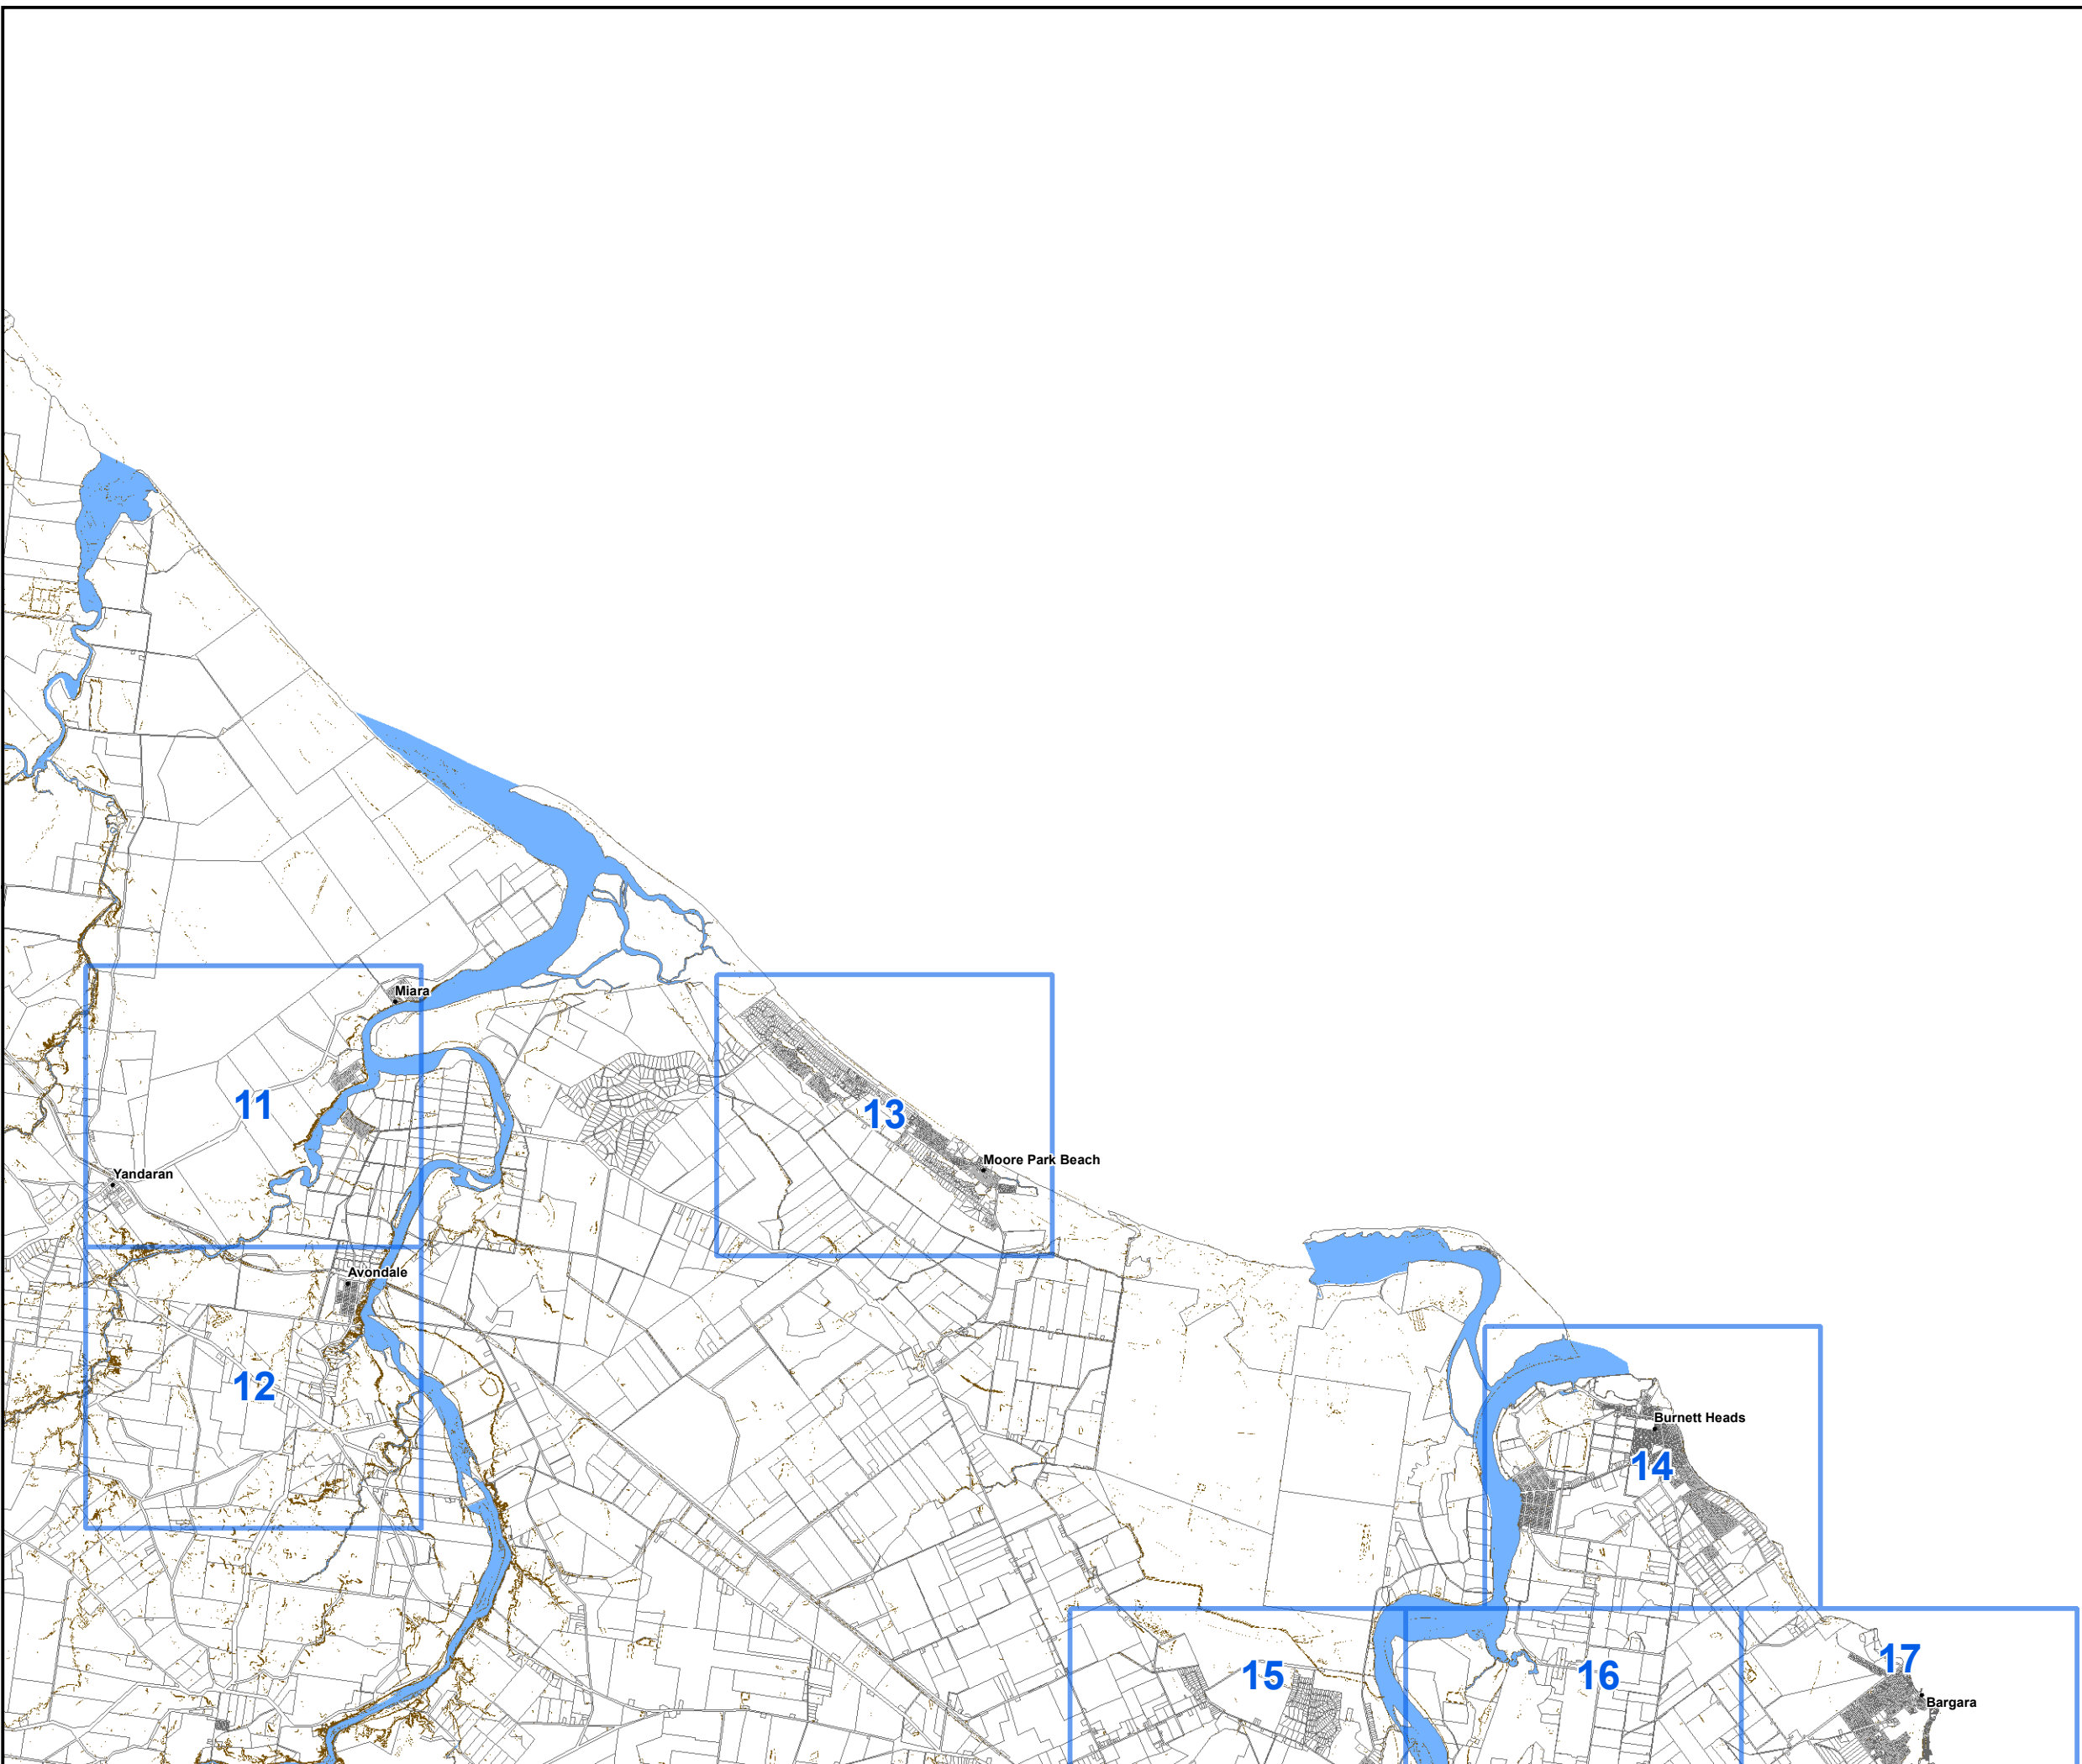 Miara
11
13
Moore Park Beach
Yandaran
Avondale
12
Burnett Heads
14
15
16
17
Bargara